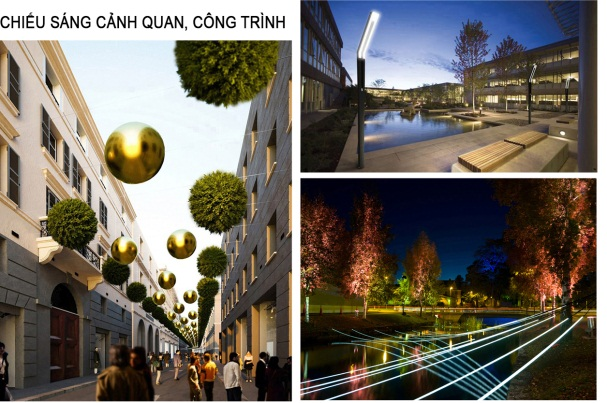 CHIẾU SÁNG CẢNH QUAN, CÔNG TRÌNH